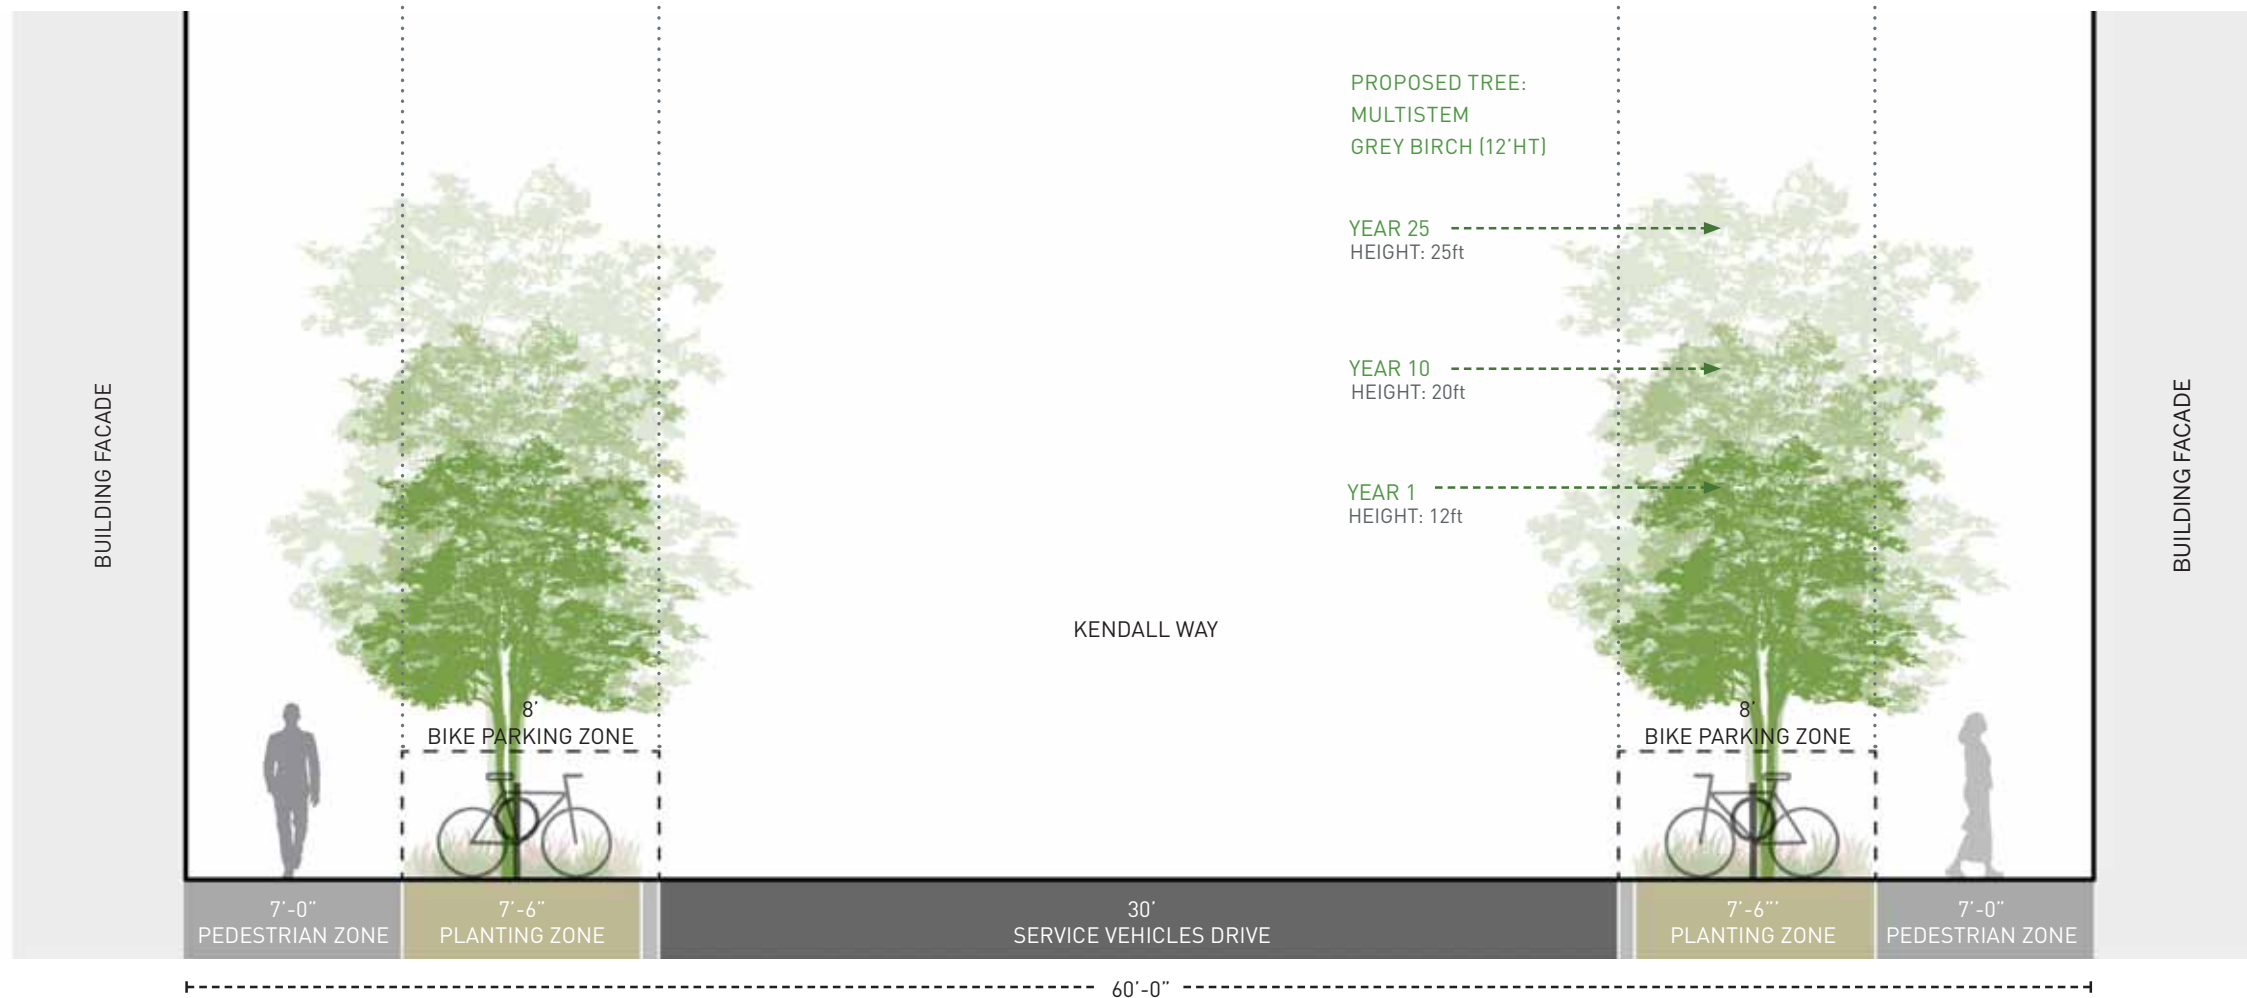 PROPOSED TREE:
MULTISTEM
GREY BIRCH (12'HT)
YEAR 25
HEIGHT: 25ft
YEAR 10
HEIGHT: 20ft
YEAR 1
HEIGHT: 12ft
BUILDING FACADE
BUILDING FACADE
KENDALL WAY
8'
BIKE PARKING ZONE
8'
BIKE PARKING ZONE
7'-0”
PEDESTRIAN ZONE
7'-6”
PLANTING ZONE
30'
SERVICE VEHICLES DRIVE
7'-6”'
PLANTING ZONE
7'-0”
PEDESTRIAN ZONE
60'-0”